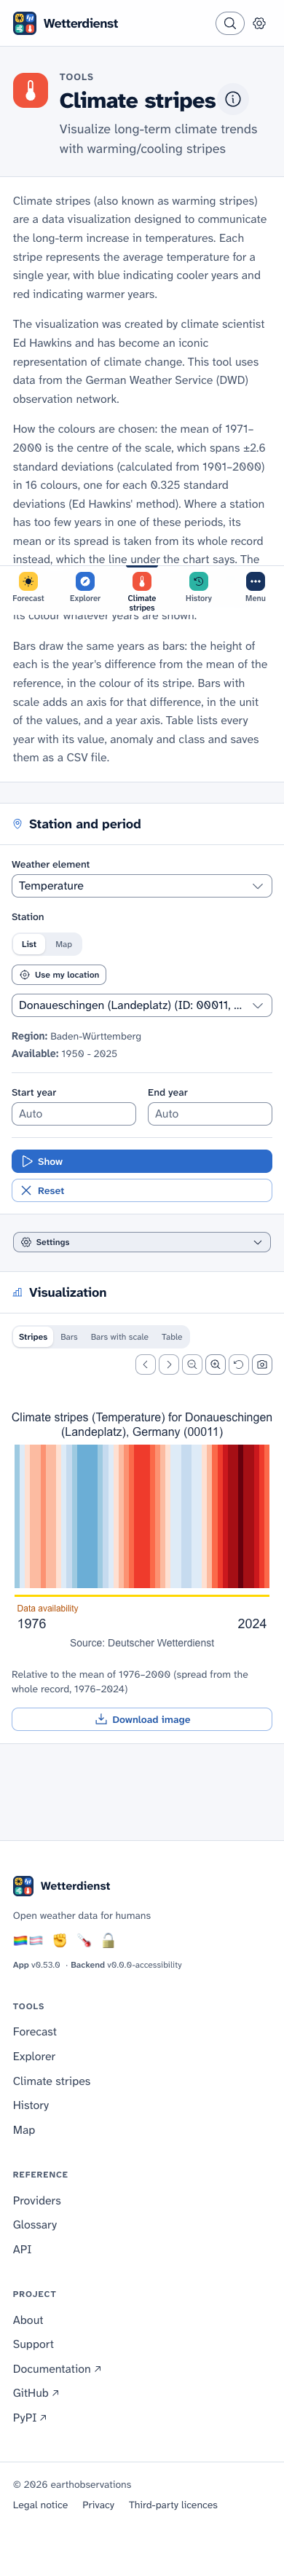 Wetterdienst
TOOLS
Climate stripes
Visualize long-term climate trends
with warming/cooling stripes
Climate stripes (also known as warming stripes)
are a data visualization designed to communicate
the long-term increase in temperatures. Each
stripe represents the average temperature for a
single year, with blue indicating cooler years and
red indicating warmer years.
The visualization was created by climate scientist
Ed Hawkins and has become an iconic
representation of climate change. This tool uses
data from the German Weather Service (DWD)
observation network.
How the colours are chosen: the mean of 1971–
2000 is the centre of the scale, which spans ±2.6
standard deviations (calculated from 1901–2000)
in 16 colours, one for each 0.325 standard
deviations (Ed Hawkins' method). Where a station
has too few years in one of these periods, its
mean or its spread is taken from its whole record
instead, which the line under the chart says. The
Forecast
Explorer
Climate
stripes
History
Menu
its colour whatever years are shown.
Bars draw the same years as bars: the height of
each is the year's difference from the mean of the
reference, in the colour of its stripe. Bars with
scale adds an axis for that difference, in the unit
of the values, and a year axis. Table lists every
year with its value, anomaly and class and saves
them as a CSV file.
Station and period
Weather element
Temperature
Station
List Map
Use my location
Donaueschingen (Landeplatz) (ID: 00011, ...
Region: Baden-Württemberg
Available: 1950 - 2025
Start year End year
Auto Auto
Show
Reset
Settings
Visualization
Stripes Bars Bars with scale Table
Climate stripes (Temperature) for Donaueschingen
(Landeplatz), Germany (00011)
Data availability
1976 2024
Source: Deutscher Wetterdienst
Relative to the mean of 1976–2000 (spread from the
whole record, 1976–2024)
Download image
Wetterdienst
Open weather data for humans
App v0.53.0 · Backend v0.0.0-accessibility
TOOLS
Forecast
Explorer
Climate stripes
History
Map
REFERENCE
Providers
Glossary
API
PROJECT
About
Support
Documentation ↗
GitHub ↗
PyPI ↗
© 2026 earthobservations
Legal notice Privacy Third-party licences